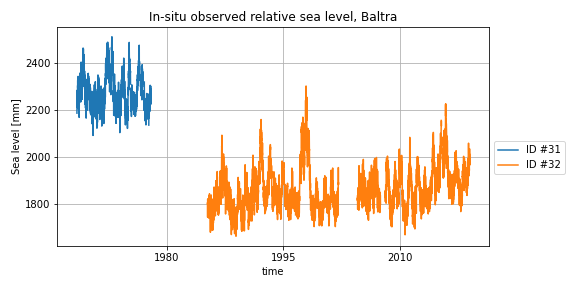 In-situ observed relative sea level, Baltra
Sea level [mm]
2400
2200
2000
1800
1980
1995
2010
time
ID #31
ID #32